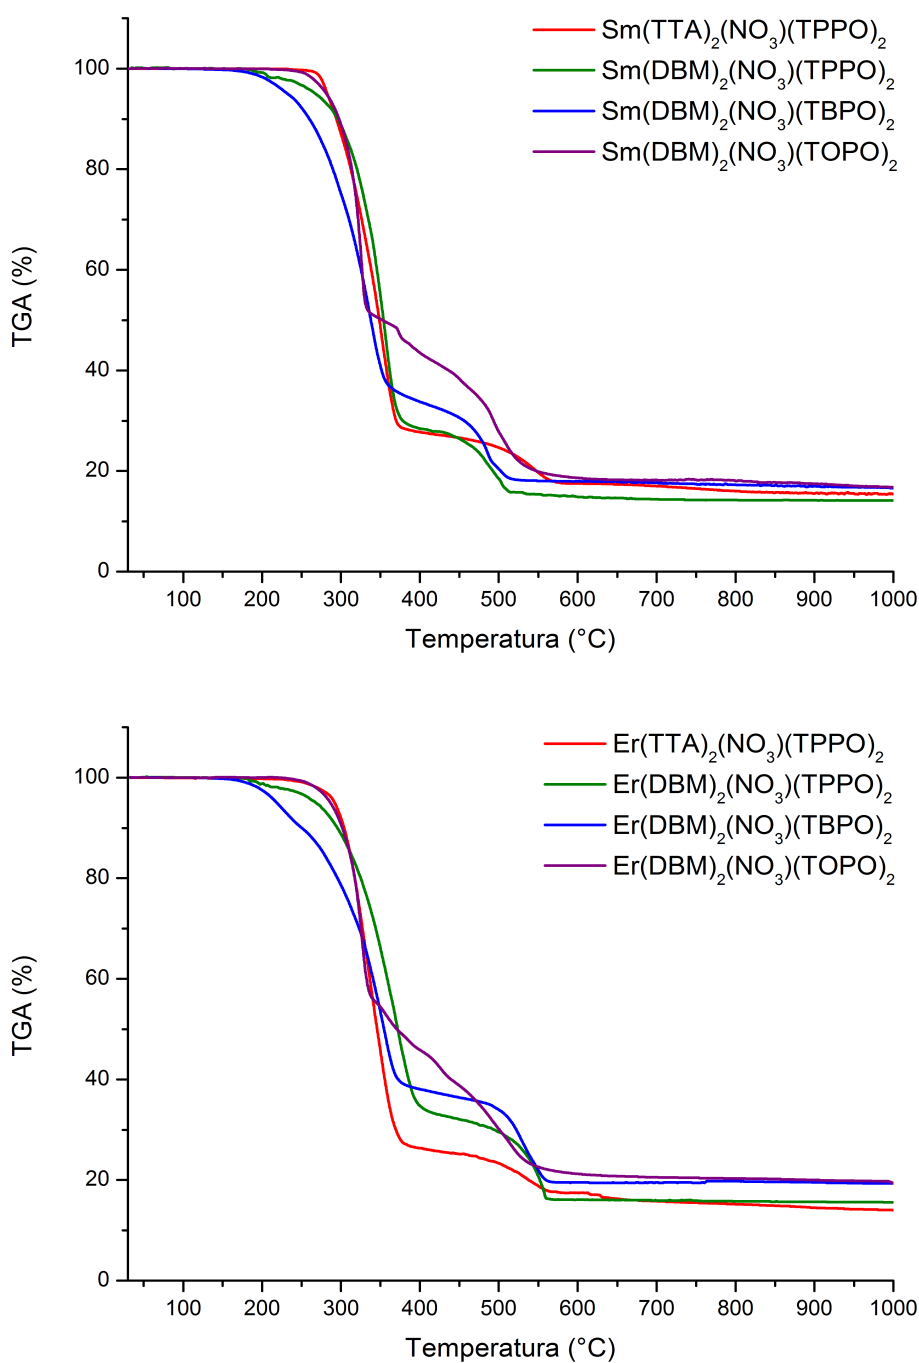 Sm(TTA)₂(NO₃)(TPPO)₂
Sm(DBM)₂(NO₃)(TPPO)₂
Sm(DBM)₂(NO₃)(TBPO)₂
Sm(DBM)₂(NO₃)(TOPO)₂
100
80
60
40
20
0
TGA (%)
100 200 300 400 500 600 700 800 900 1000
Temperatura (°C)
Er(TTA)₂(NO₃)(TPPO)₂
Er(DBM)₂(NO₃)(TPPO)₂
Er(DBM)₂(NO₃)(TBPO)₂
Er(DBM)₂(NO₃)(TOPO)₂
100
80
60
40
20
0
TGA (%)
100 200 300 400 500 600 700 800 900 1000
Temperatura (°C)